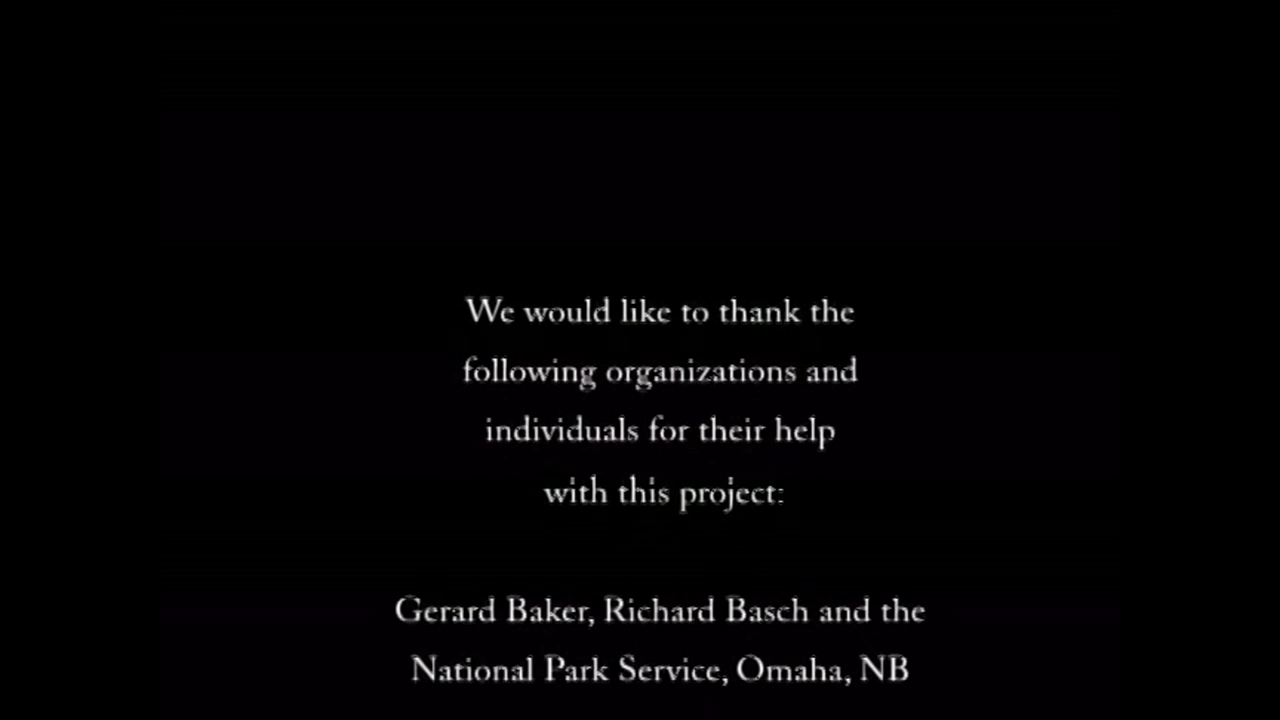 We would like to thank the
following organizations and
individuals for their help
with this project:
Gerard Baker, Richard Basch and the
National Park Service, Omaha, NB